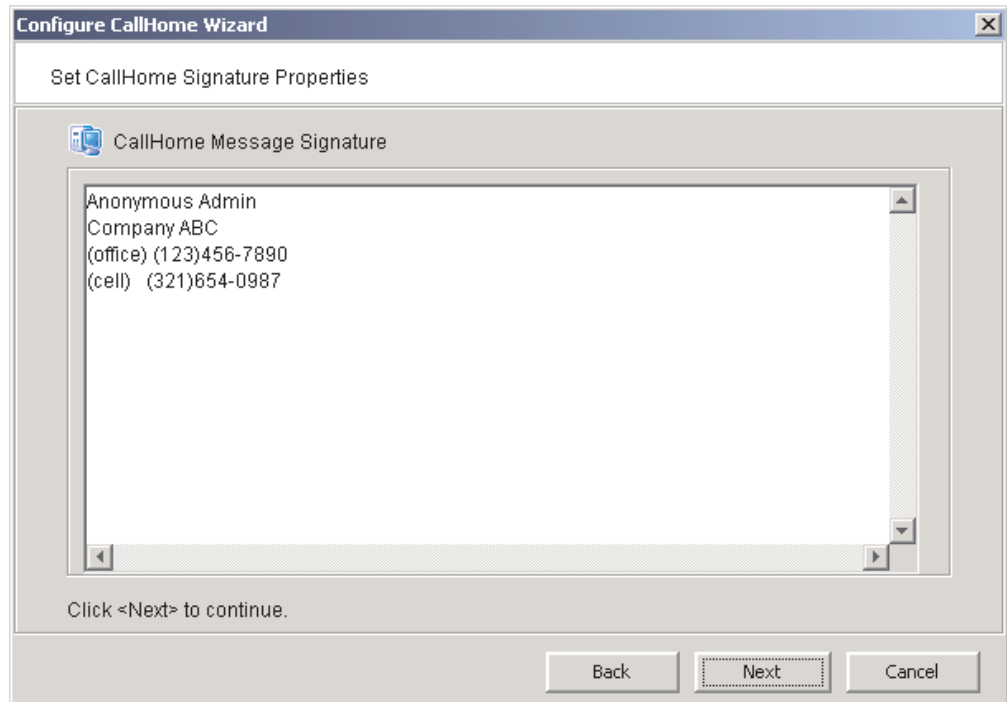 Configure CallHome Wizard
Set CallHome Signature Properties
CallHome Message Signature
Anonymous Admin
Company ABC
(office) (123)456-7890
(cell) (321)654-0987
Click <Next> to continue.
Back Next Cancel